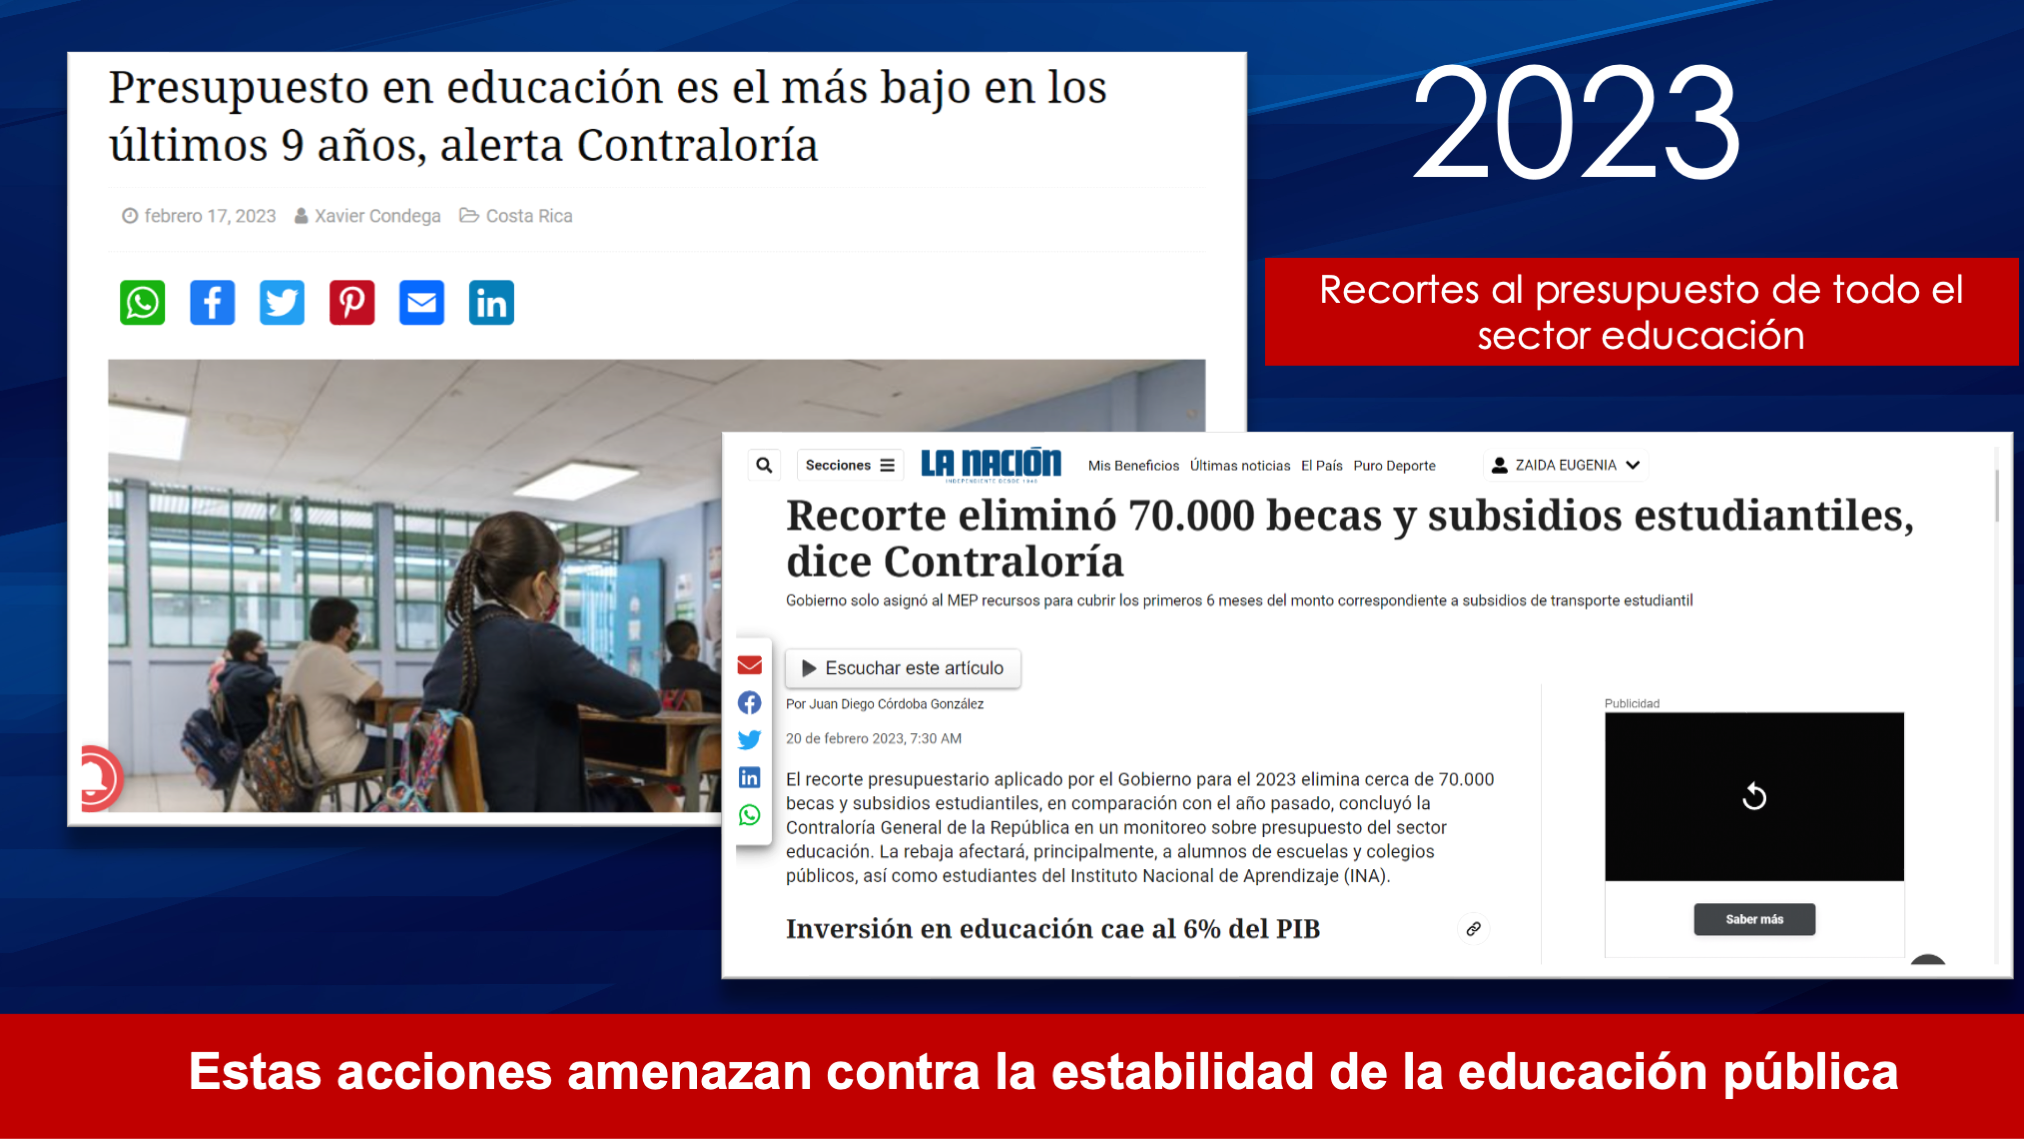 Presupuesto en educación es el más bajo en los
últimos 9 años, alerta Contraloría
febrero 17, 2023 Xavier Condega Costa Rica
2023
Recortes al presupuesto de todo el
sector educación
Secciones LA NACIÓN Mis Beneficios Últimas noticias El País Puro Deporte ZAIDA EUGENIA
INDEPENDIENTE DESDE 1946
Recorte eliminó 70.000 becas y subsidios estudiantiles,
dice Contraloría
Gobierno solo asignó al MEP recursos para cubrir los primeros 6 meses del monto correspondiente a subsidios de transporte estudiantil
Escuchar este artículo
Por Juan Diego Córdoba González
20 de febrero 2023, 7:30 AM
El recorte presupuestario aplicado por el Gobierno para el 2023 elimina cerca de 70.000
becas y subsidios estudiantiles, en comparación con el año pasado, concluyó la
Contraloría General de la República en un monitoreo sobre presupuesto del sector
educación. La rebaja afectará, principalmente, a alumnos de escuelas y colegios
públicos, así como estudiantes del Instituto Nacional de Aprendizaje (INA).
Inversión en educación cae al 6% del PIB
Publicidad
Saber más
Estas acciones amenazan contra la estabilidad de la educación pública